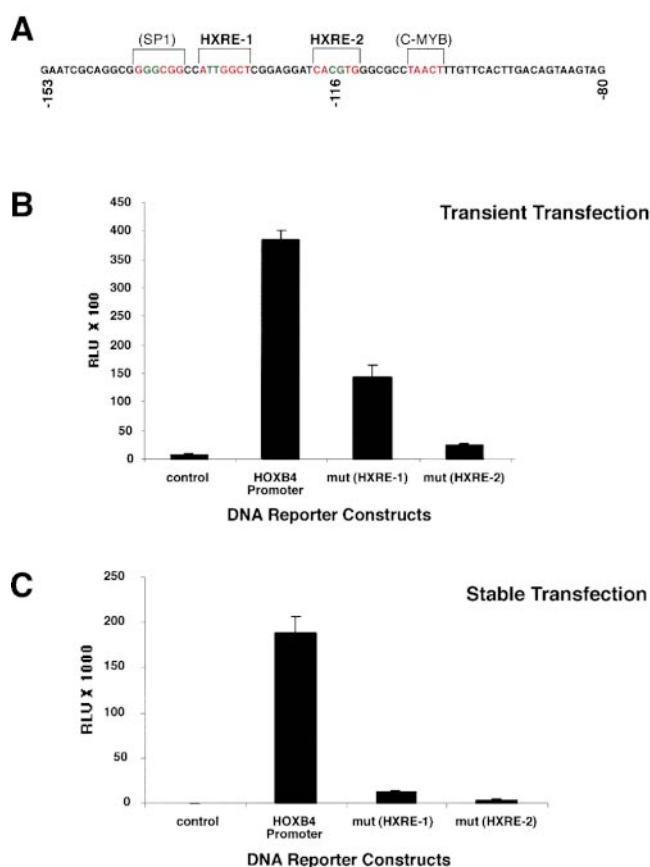 A
(SP1) HXRE-1 HXRE-2 (C-MYB)
GAATCGCAGGCGGGGCGGCCATTGGCTCGGAGGATCACGTGGGCGCCTAACTTTGTTCACTTGACAGTAAGTAG
-153 -116 -80
B
Transient Transfection
RLU X 100
450
400
350
300
250
200
150
100
50
0
control HOXB4 Promoter mut (HXRE-1) mut (HXRE-2)
DNA Reporter Constructs
C
Stable Transfection
RLU X 1000
250
200
150
100
50
0
control HOXB4 Promoter mut (HXRE-1) mut (HXRE-2)
DNA Reporter Constructs